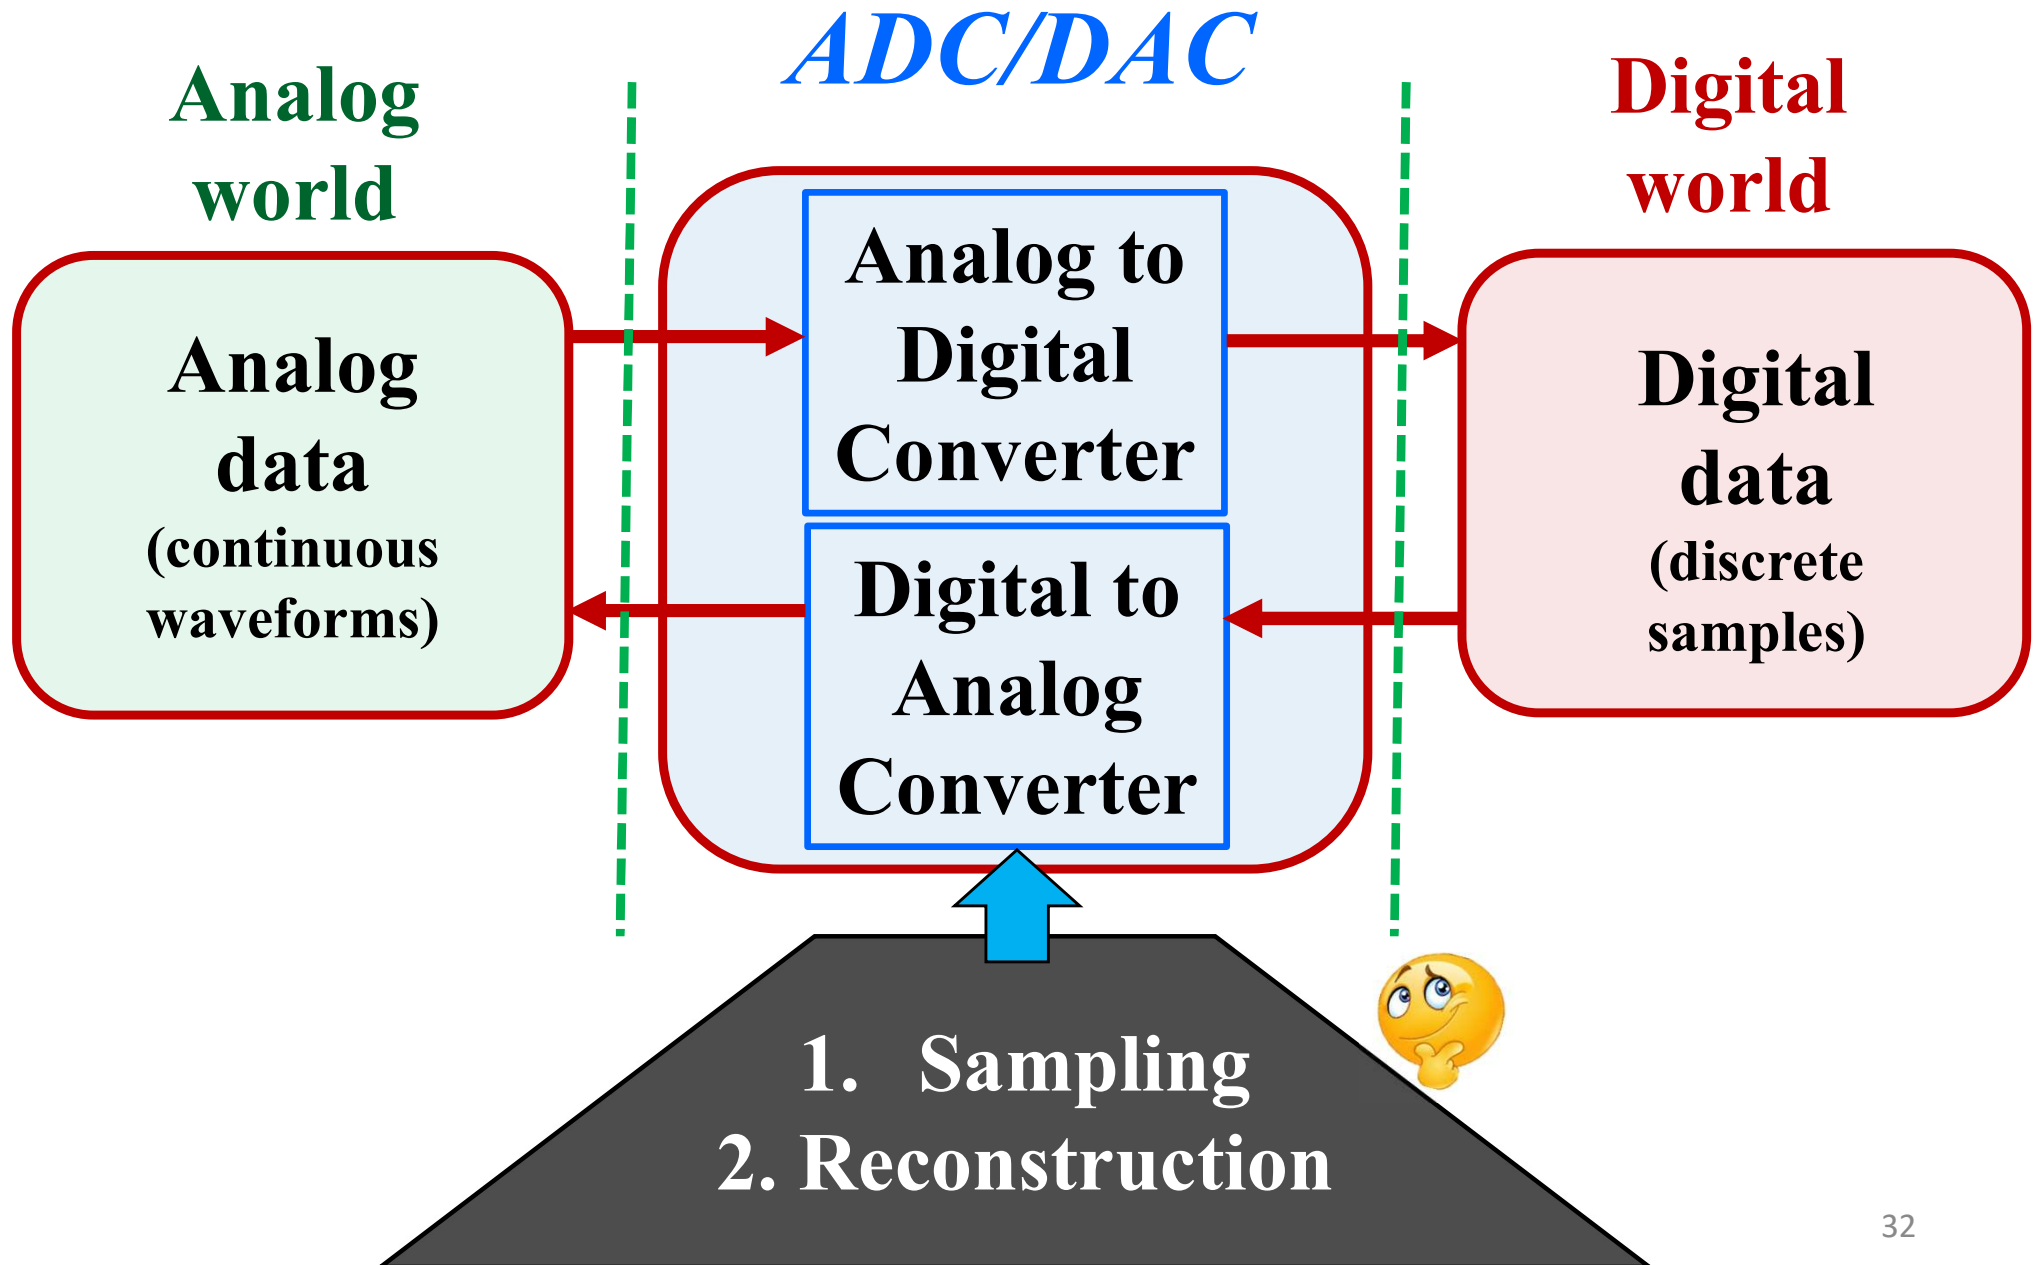 ADC/DAC
Analog
world
Digital
world
Analog
data
(continuous
waveforms)
Analog to
Digital
Converter
Digital to
Analog
Converter
Digital
data
(discrete
samples)
1. Sampling
2. Reconstruction
32